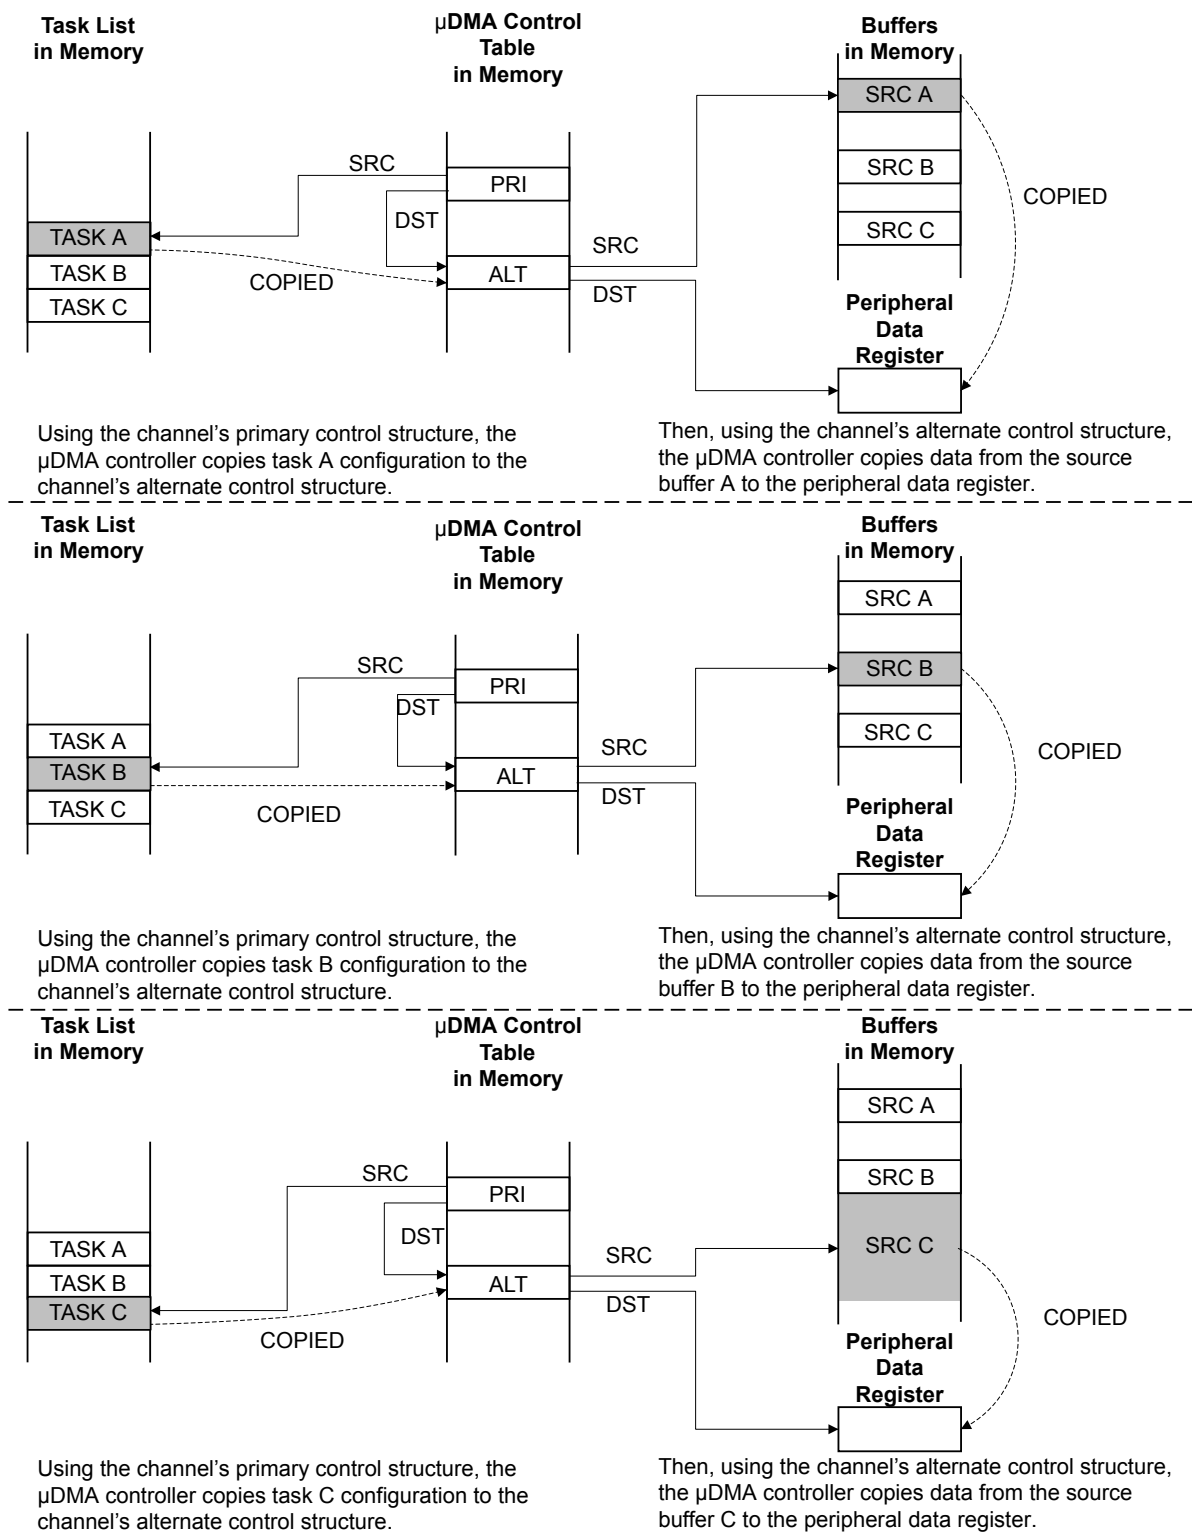 Task List
in Memory
μDMA Control
Table
in Memory
Buffers
in Memory
SRC A
SRC B
SRC C
COPIED
SRC
PRI
DST
TASK A
TASK B
TASK C
COPIED
ALT
SRC
DST
Peripheral
Data
Register
Using the channel's primary control structure, the
μDMA controller copies task A configuration to the
channel's alternate control structure.
Then, using the channel's alternate control structure,
the μDMA controller copies data from the source
buffer A to the peripheral data register.
Task List
in Memory
μDMA Control
Table
in Memory
Buffers
in Memory
SRC A
SRC B
SRC C
COPIED
SRC
PRI
DST
TASK A
TASK B
TASK C
COPIED
ALT
SRC
DST
Peripheral
Data
Register
Using the channel's primary control structure, the
μDMA controller copies task B configuration to the
channel's alternate control structure.
Then, using the channel's alternate control structure,
the μDMA controller copies data from the source
buffer B to the peripheral data register.
Task List
in Memory
μDMA Control
Table
in Memory
Buffers
in Memory
SRC A
SRC B
SRC C
COPIED
SRC
PRI
DST
TASK A
TASK B
TASK C
COPIED
ALT
SRC
DST
Peripheral
Data
Register
Using the channel's primary control structure, the
μDMA controller copies task C configuration to the
channel's alternate control structure.
Then, using the channel's alternate control structure,
the μDMA controller copies data from the source
buffer C to the peripheral data register.